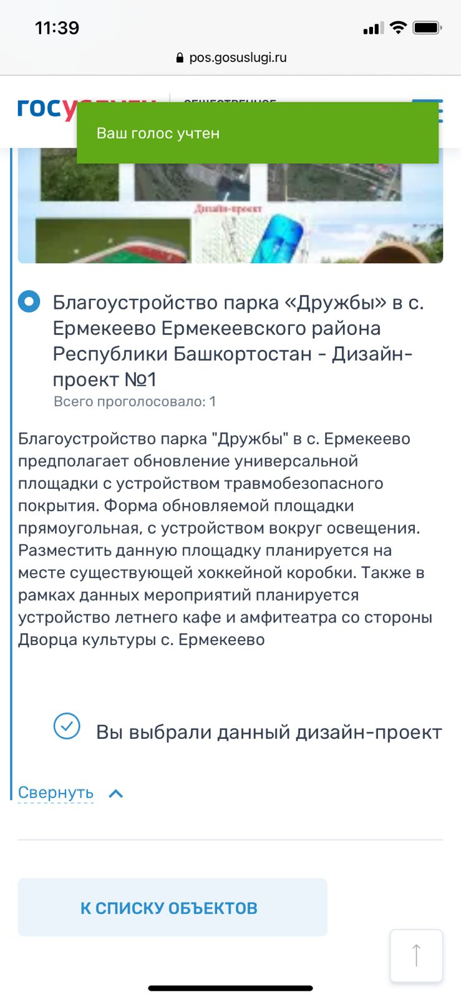 11:39
pos.gosuslugi.ru
Ваш голос учтен
Дизайн-проект
Благоустройство парка «Дружбы» в с.
Ермекеево Ермекеевского района
Республики Башкортостан - Дизайн-
проект №1
Всего проголосовало: 1
Благоустройство парка "Дружбы" в с. Ермекеево
предполагает обновление универсальной
площадки с устройством травмобезопасного
покрытия. Форма обновляемой площадки
прямоугольная, с устройством вокруг освещения.
Разместить данную площадку планируется на
месте существующей хоккейной коробки. Также в
рамках данных мероприятий планируется
устройство летнего кафе и амфитеатра со стороны
Дворца культуры с. Ермекеево
Вы выбрали данный дизайн-проект
Свернуть
К СПИСКУ ОБЪЕКТОВ